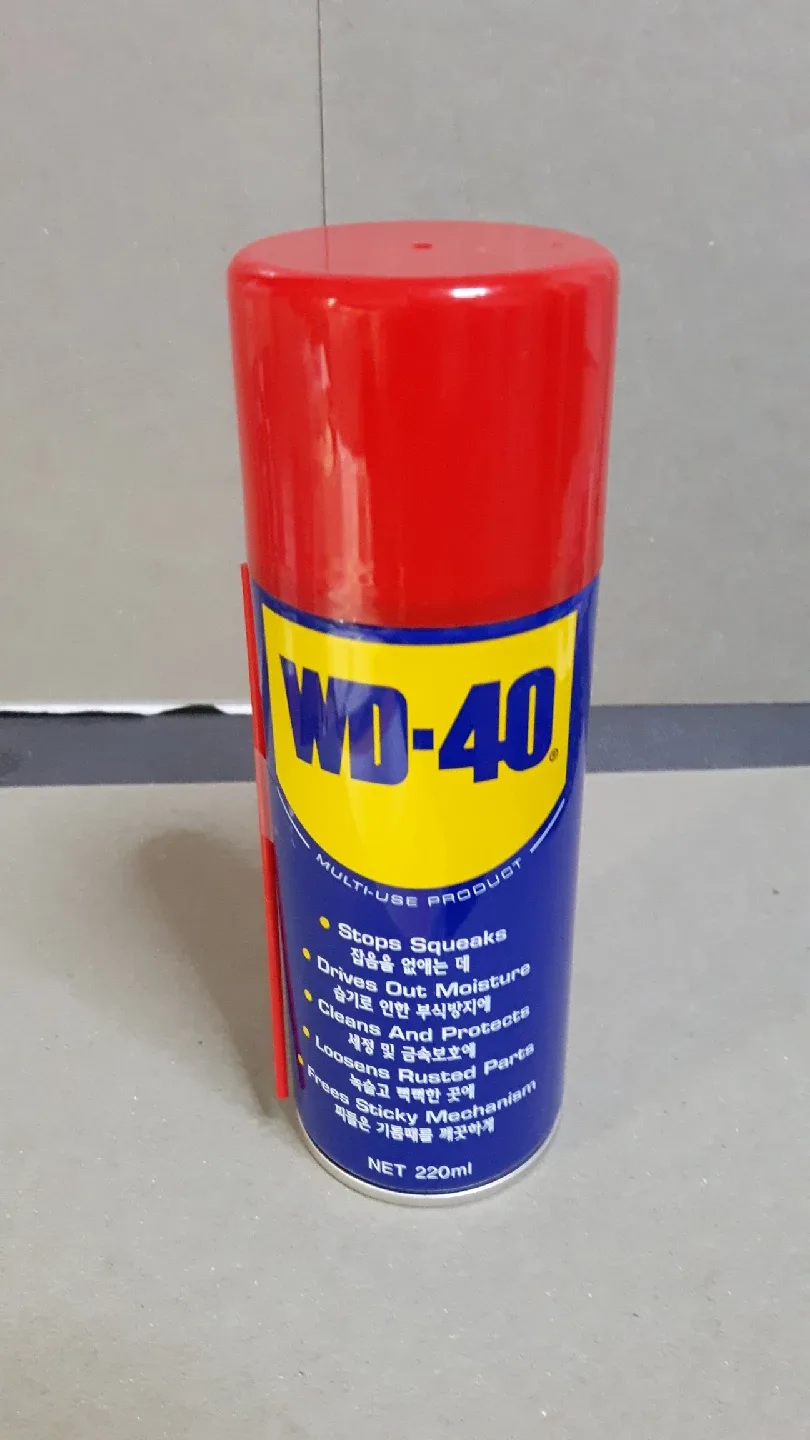 WD-40®
MULTI-USE PRODUCT
• Stops Squeaks
잡음을 없애는 데
• Drives Out Moisture
습기로 인한 부식방지에
• Cleans And Protects
세정 및 금속보호에
• Loosens Rusted Parts
녹슬고 뻑뻑한 곳에
• Frees Sticky Mechanism
찌들은 기름때를 깨끗하게
NET 220ml